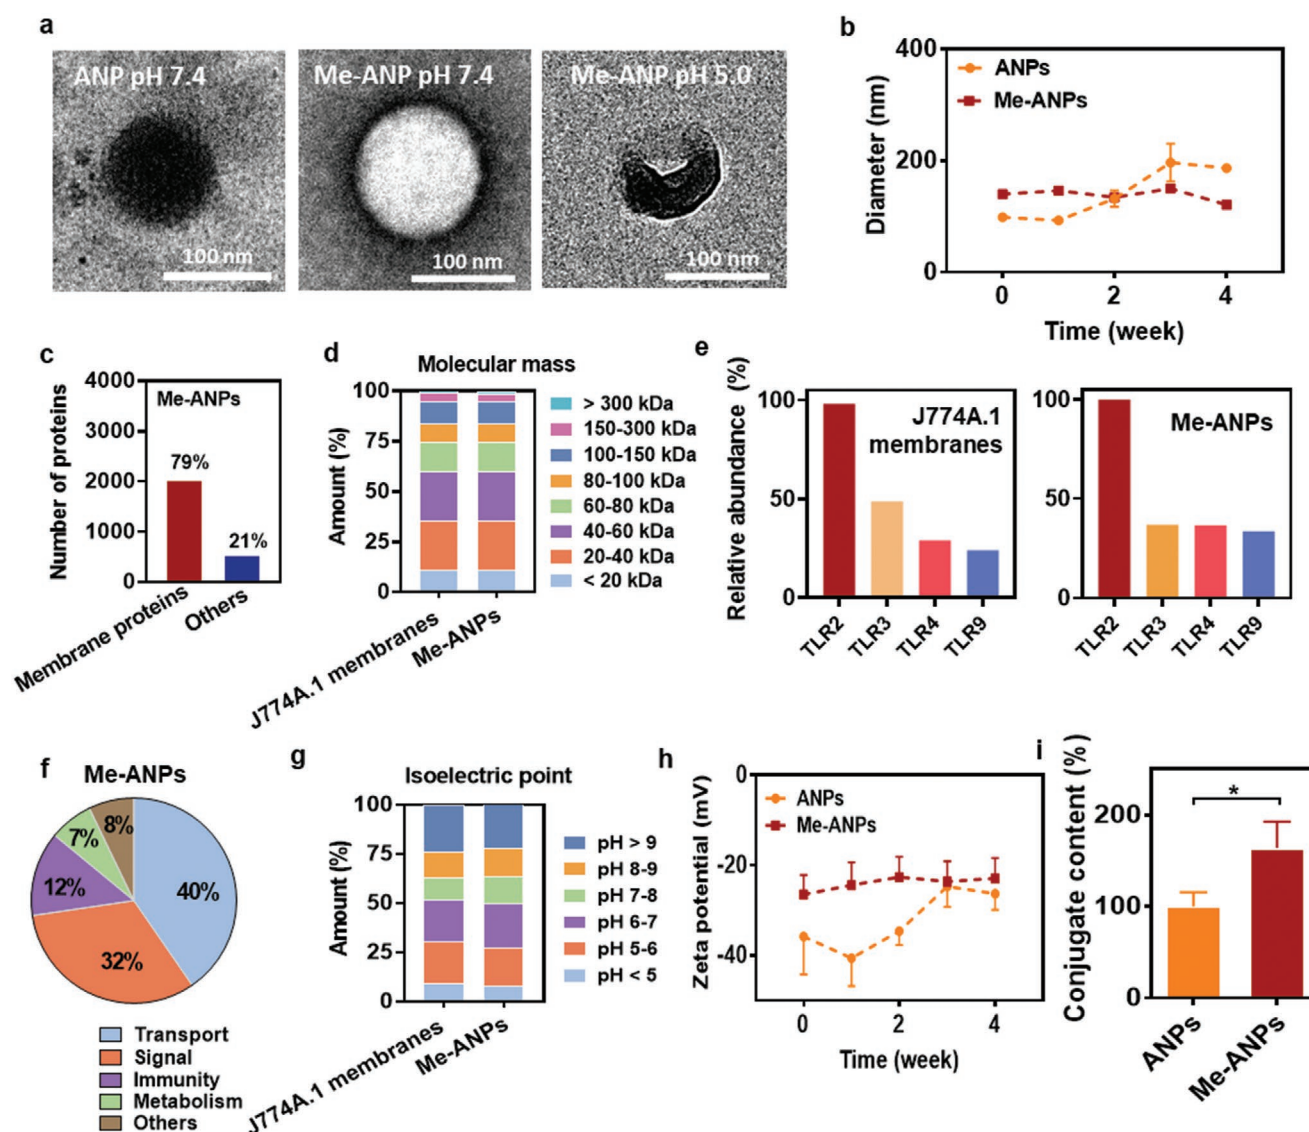 a
ANP pH 7.4
100 nm
Me-ANP pH 7.4
100 nm
Me-ANP pH 5.0
100 nm
b
400
200
0
Diameter (nm)
ANPs
Me-ANPs
0 2 4
Time (week)
c
4000
3000
2000
1000
0
Number of proteins
Me-ANPs
79%
21%
Membrane proteins
Others
d
Molecular mass
100
75
50
25
0
Amount (%)
J774A.1 membranes
Me-ANPs
> 300 kDa
150-300 kDa
100-150 kDa
80-100 kDa
60-80 kDa
40-60 kDa
20-40 kDa
< 20 kDa
e
Relative abundance (%)
100
50
0
J774A.1
membranes
TLR2
TLR3
TLR4
TLR9
100
50
0
Me-ANPs
TLR2
TLR3
TLR4
TLR9
f
Me-ANPs
8%
7%
12%
40%
32%
Transport
Signal
Immunity
Metabolism
Others
g
Isoelectric point
100
75
50
25
0
Amount (%)
J774A.1 membranes
Me-ANPs
pH > 9
pH 8-9
pH 7-8
pH 6-7
pH 5-6
pH < 5
h
0
-20
-40
Zeta potential (mV)
ANPs
Me-ANPs
0 2 4
Time (week)
i
Conjugate content (%)
200
100
0
*
ANPs
Me-ANPs